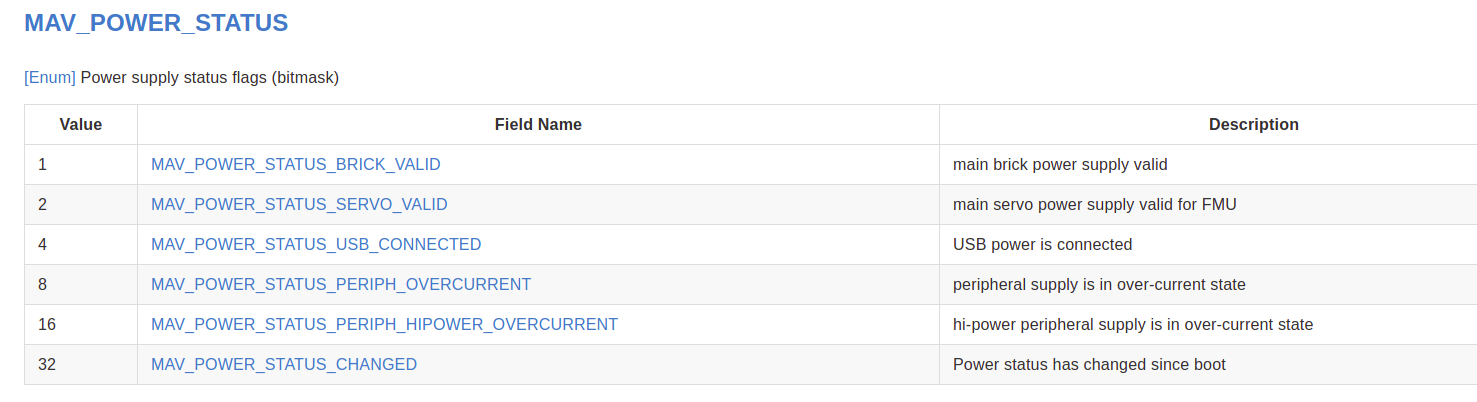 MAV_POWER_STATUS
[Enum] Power supply status flags (bitmask)
Value Field Name Description
1 MAV_POWER_STATUS_BRICK_VALID main brick power supply valid
2 MAV_POWER_STATUS_SERVO_VALID main servo power supply valid for FMU
4 MAV_POWER_STATUS_USB_CONNECTED USB power is connected
8 MAV_POWER_STATUS_PERIPH_OVERCURRENT peripheral supply is in over-current state
16 MAV_POWER_STATUS_PERIPH_HIPOWER_OVERCURRENT hi-power peripheral supply is in over-current state
32 MAV_POWER_STATUS_CHANGED Power status has changed since boot